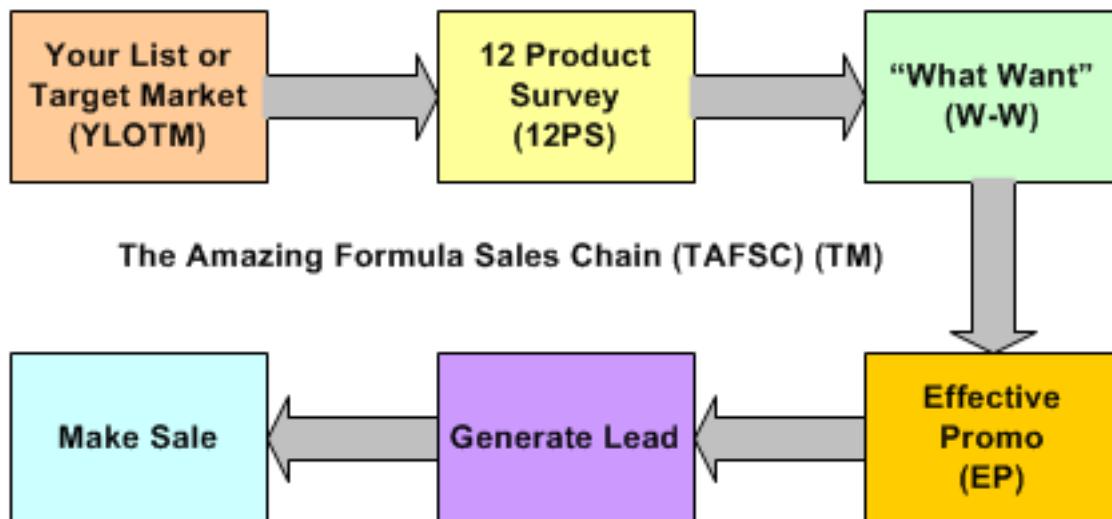 Your List or
Target Market
(YLOTM)
12 Product
Survey
(12PS)
“What Want”
(W-W)
The Amazing Formula Sales Chain (TAFSC) (TM)
Make Sale
Generate Lead
Effective
Promo
(EP)